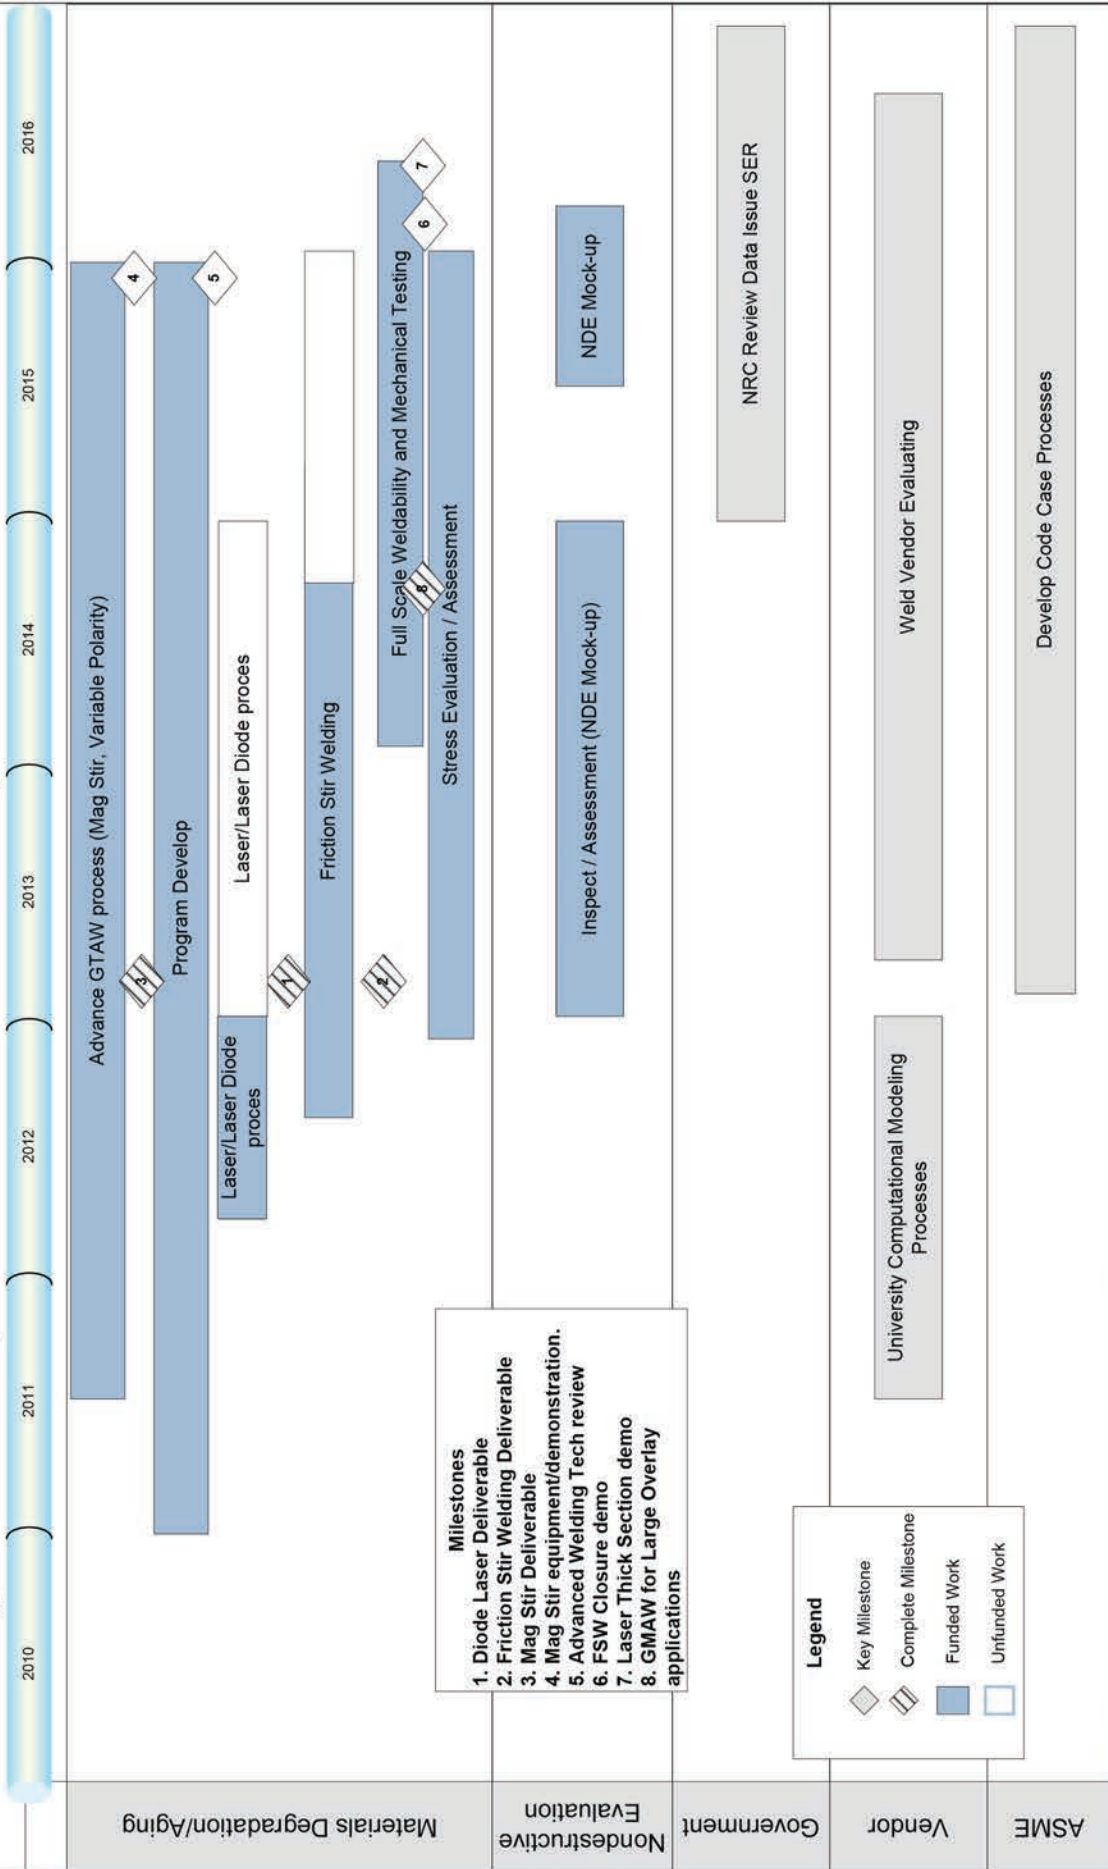 2010
2011
2012
2013
2014
2015
2016
Materials Degradation/Aging
Advance GTAW process (Mag Stir, Variable Polarity)
3
4
Program Develop
5
Laser/Laser Diode
proces
Laser/Laser Diode proces
1
Friction Stir Welding
2
Full Scale Weldability and Mechanical Testing
8
6
7
Stress Evaluation / Assessment
Milestones
1. Diode Laser Deliverable
2. Friction Stir Welding Deliverable
3. Mag Stir Deliverable
4. Mag Stir equipment/demonstration.
5. Advanced Welding Tech review
6. FSW Closure demo
7. Laser Thick Section demo
8. GMAW for Large Overlay
applications
Nondestructive
Evaluation
Inspect / Assessment (NDE Mock-up)
NDE Mock-up
Government
NRC Review Data Issue SER
Legend
Key Milestone
Complete Milestone
Funded Work
Unfunded Work
Vendor
University Computational Modeling
Processes
Weld Vendor Evaluating
ASME
Develop Code Case Processes